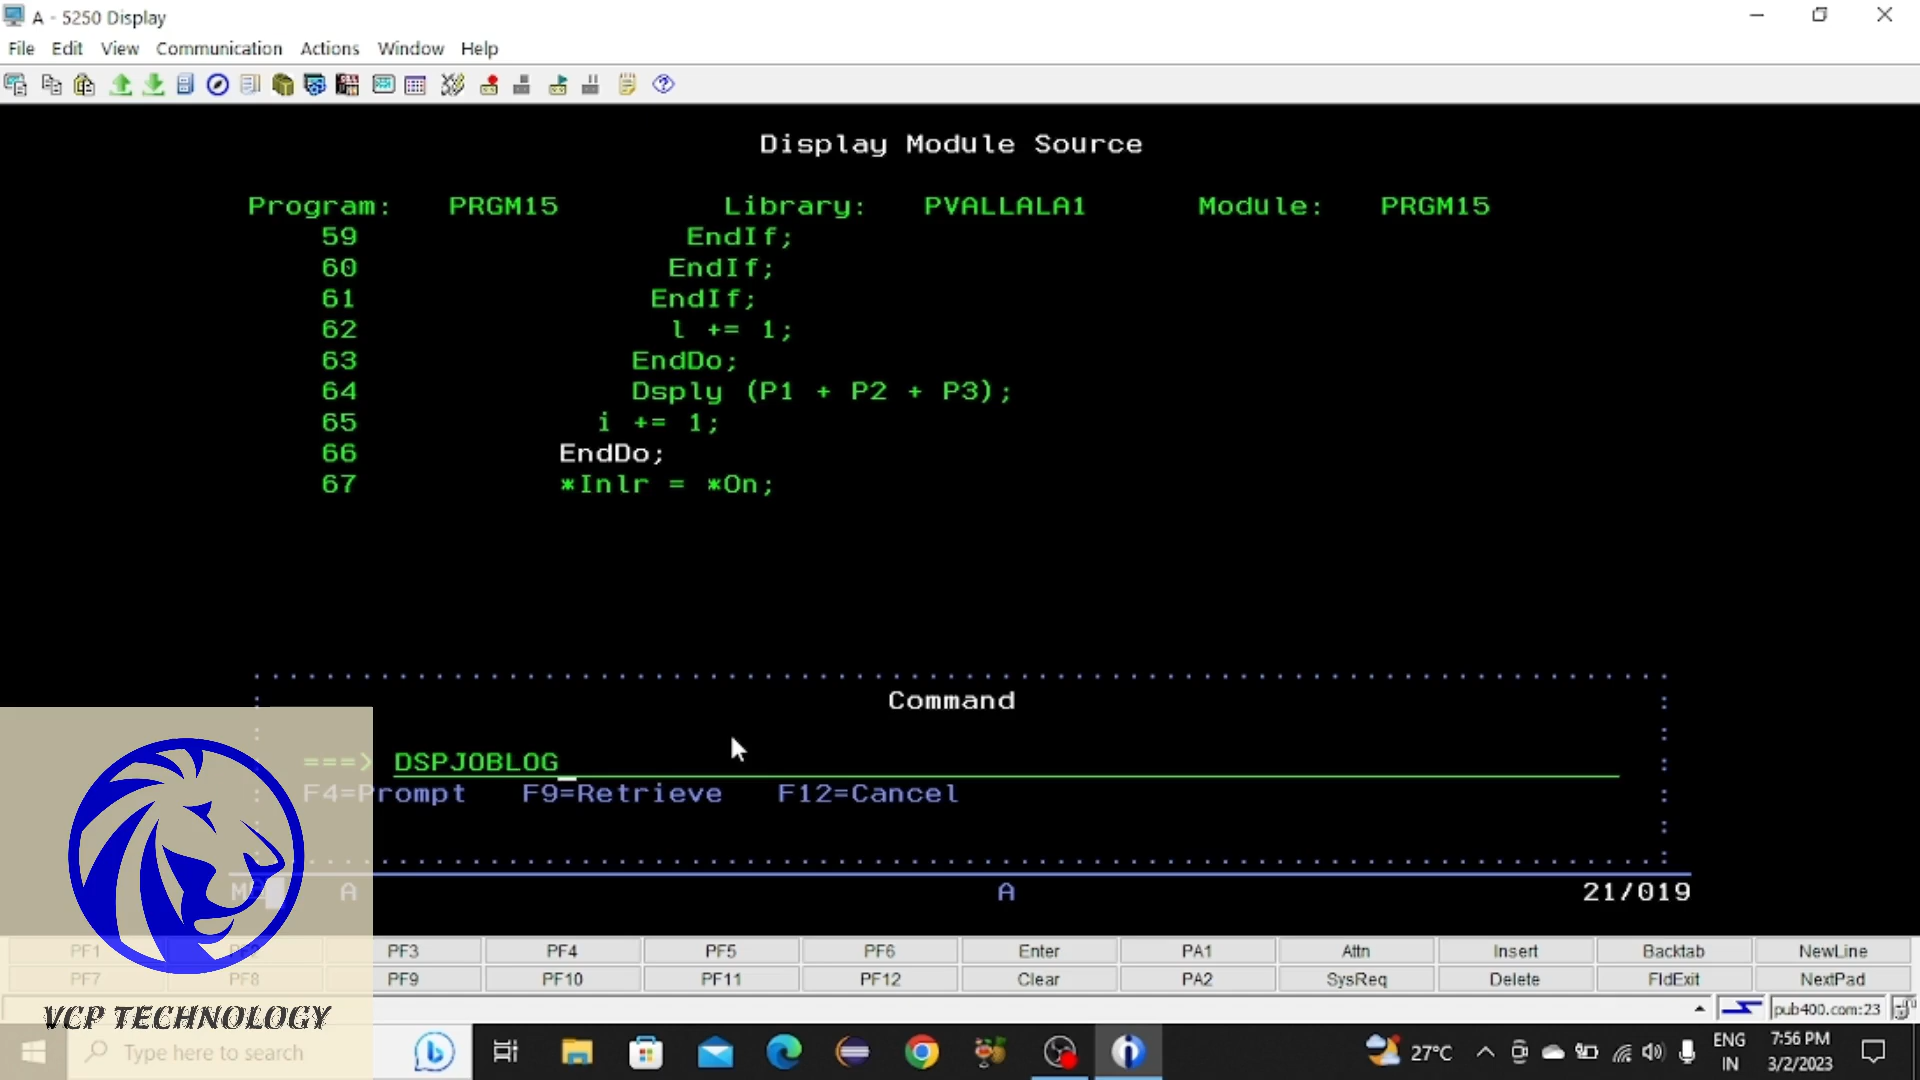 A - 5250 Display
File Edit View Communication Actions Window Help
Display Module Source
Program: PRGM15 Library: PVALLALA1 Module: PRGM15
59 EndIf;
60 EndIf;
61 EndIf;
62 l += 1;
63 EndDo;
64 Dsply (P1 + P2 + P3);
65 i += 1;
66 EndDo;
67 *Inlr = *On;
Command
===> DSPJOBLOG
F4=Prompt F9=Retrieve F12=Cancel
A A 21/019
PF1 PF2 PF3 PF4 PF5 PF6 Enter PA1 Attn Insert Backtab NewLine
PF7 PF8 PF9 PF10 PF11 PF12 Clear PA2 SysReq Delete FldExit NextPad
pub400.com:23
VCP TECHNOLOGY
Type here to search
27°C
ENG
IN
7:56 PM
3/2/2023